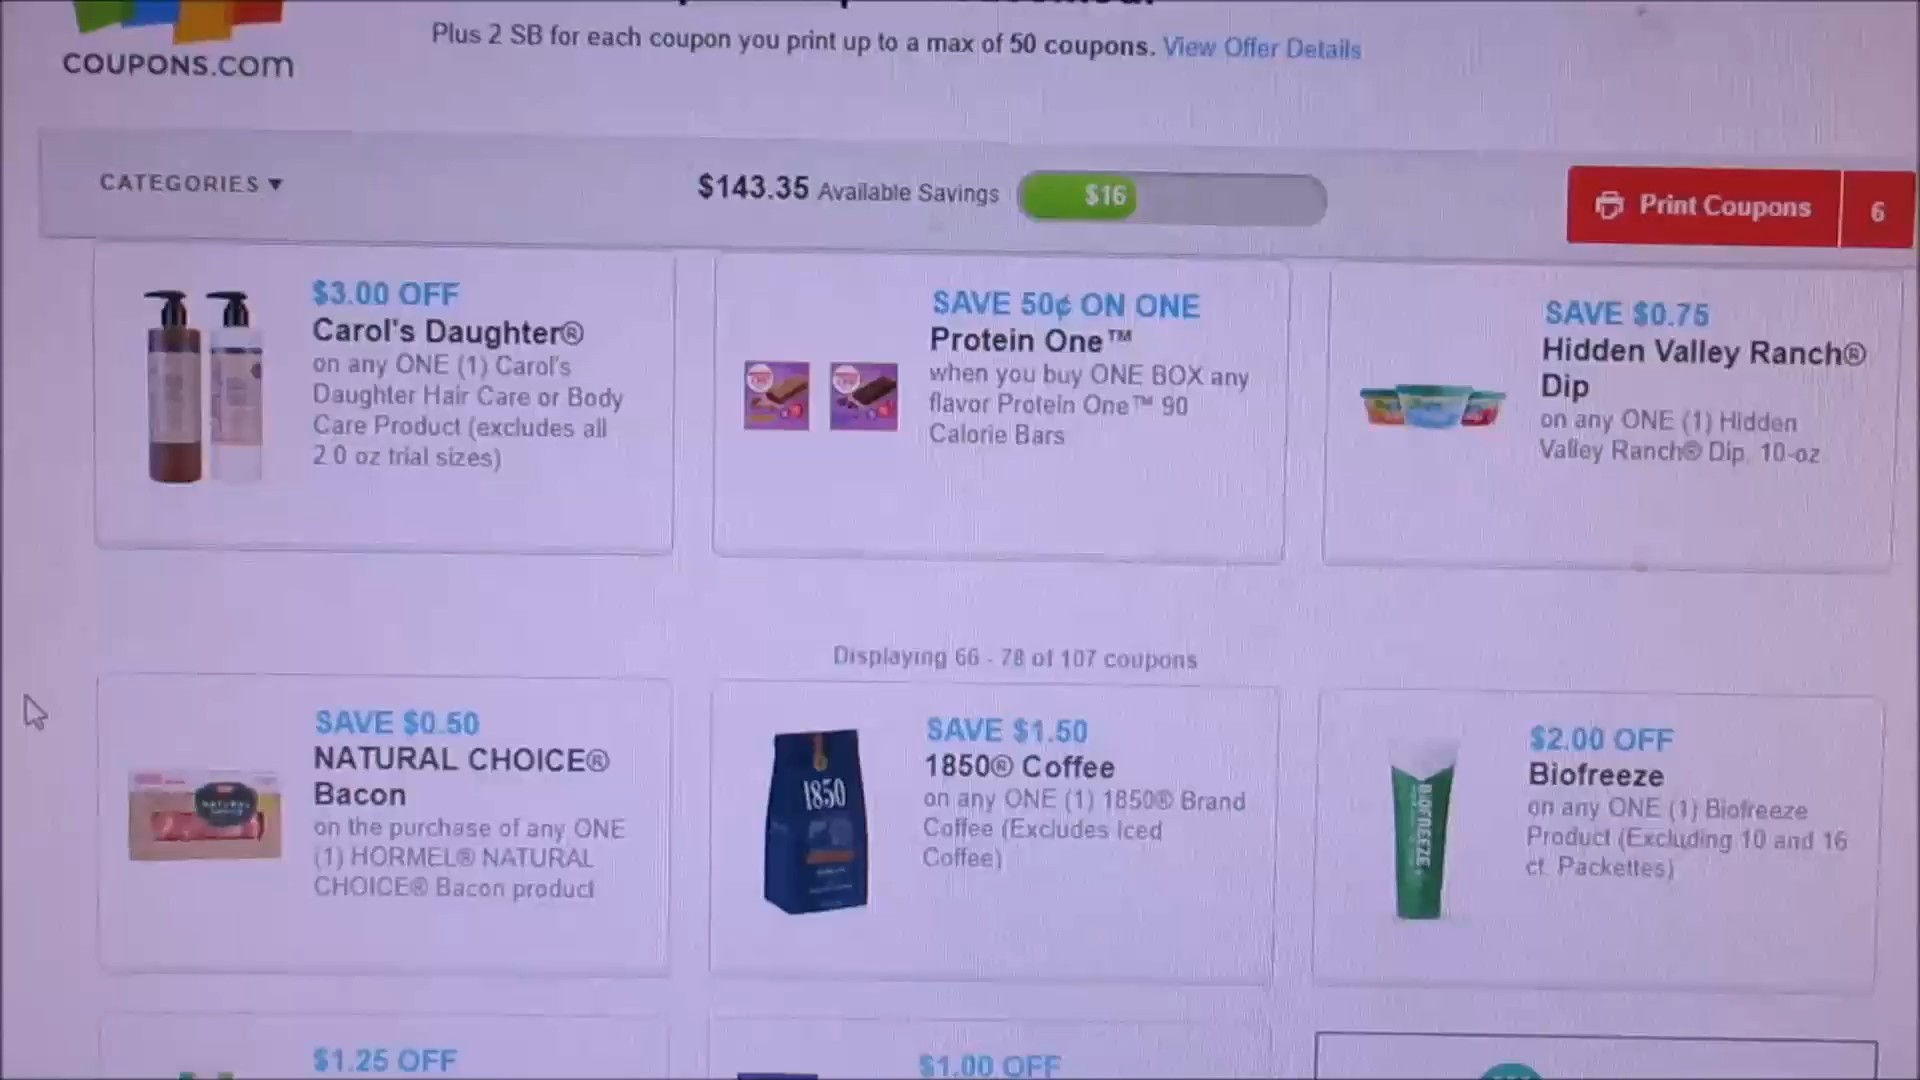 COUPONS.com
Plus 2 SB for each coupon you print up to a max of 50 coupons. View Offer Details
CATEGORIES ▼
$143.35 Available Savings
$16
Print Coupons
6
$3.00 OFF
Carol's Daughter®
on any ONE (1) Carol's
Daughter Hair Care or Body
Care Product (excludes all
2 0 oz trial sizes)
SAVE 50¢ ON ONE
Protein One™
when you buy ONE BOX any
flavor Protein One™ 90
Calorie Bars
SAVE $0.75
Hidden Valley Ranch®
Dip
on any ONE (1) Hidden
Valley Ranch® Dip, 10-oz
Displaying 66 - 78 of 107 coupons
SAVE $0.50
NATURAL CHOICE®
Bacon
on the purchase of any ONE
(1) HORMEL® NATURAL
CHOICE® Bacon product
1850
SAVE $1.50
1850® Coffee
on any ONE (1) 1850® Brand
Coffee (Excludes Iced
Coffee)
BIOFREEZE
$2.00 OFF
Biofreeze
on any ONE (1) Biofreeze
Product (Excluding 10 and 16
ct. Packettes)
$1.25 OFF
$1.00 OFF